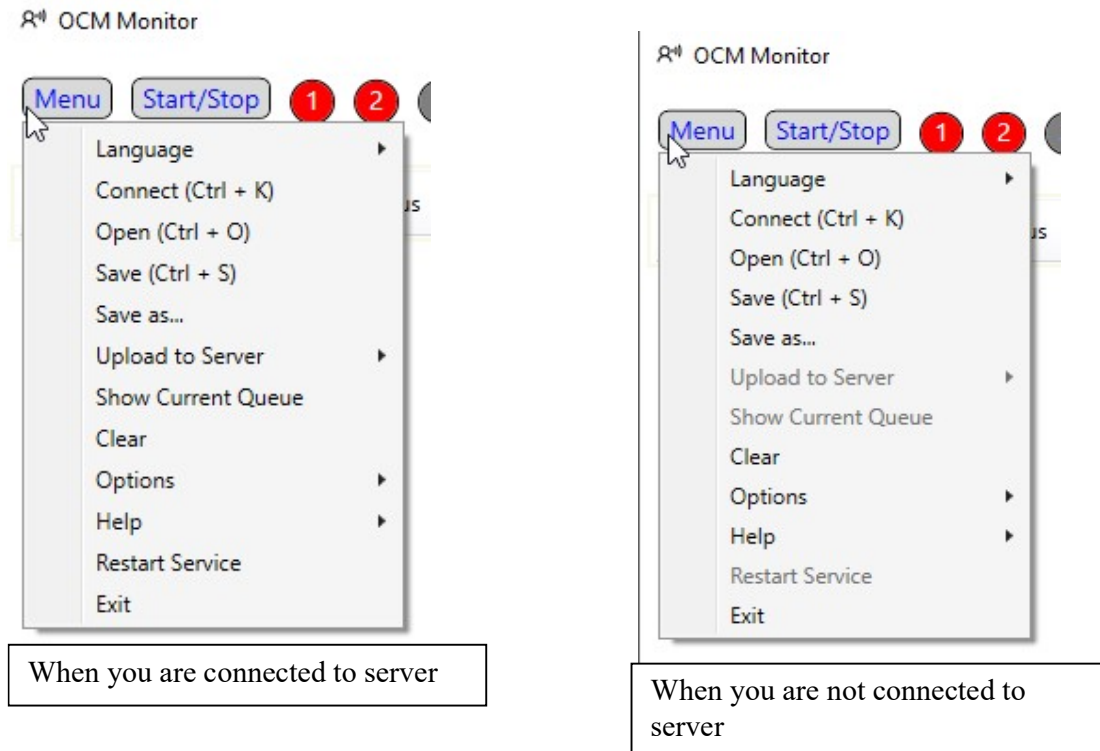 OCM Monitor
Menu Start/Stop 1 2
us
Language
Connect (Ctrl + K)
Open (Ctrl + O)
Save (Ctrl + S)
Save as...
Upload to Server
Show Current Queue
Clear
Options
Help
Restart Service
Exit
When you are connected to server
OCM Monitor
Menu Start/Stop 1 2
us
Language
Connect (Ctrl + K)
Open (Ctrl + O)
Save (Ctrl + S)
Save as...
Upload to Server
Show Current Queue
Clear
Options
Help
Restart Service
Exit
When you are not connected to
server